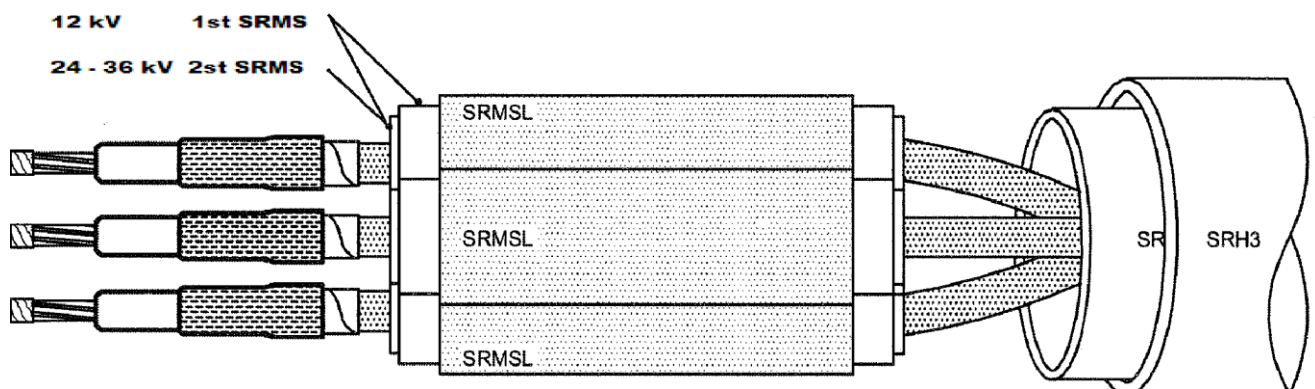 12 kV 1st SRMS
24 - 36 kV 2st SRMS
SRMSL
SRMSL
SR SRH3
SRMSL